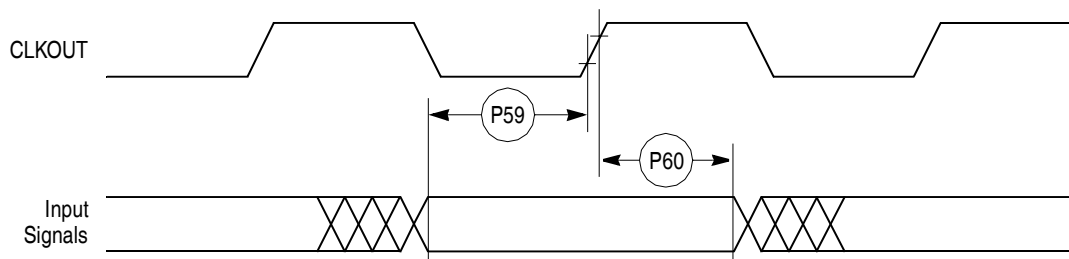 CLKOUT
P59
P60
Input
Signals